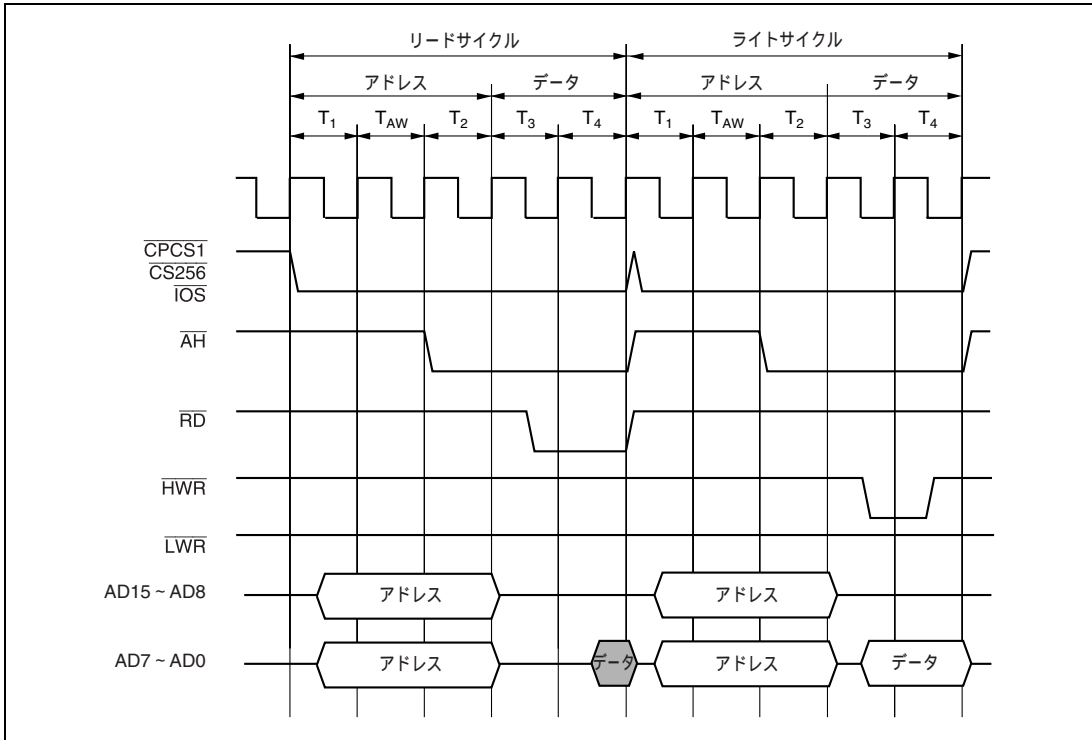 リードサイクル ライトサイクル
アドレス データ アドレス データ
T1 TAW T2 T3 T4 T1 TAW T2 T3 T4
CPCS1
CS256
IOS
AH
RD
HWR
LWR
AD15 ~ AD8 アドレス アドレス
AD7 ~ AD0 アドレス データ アドレス データ